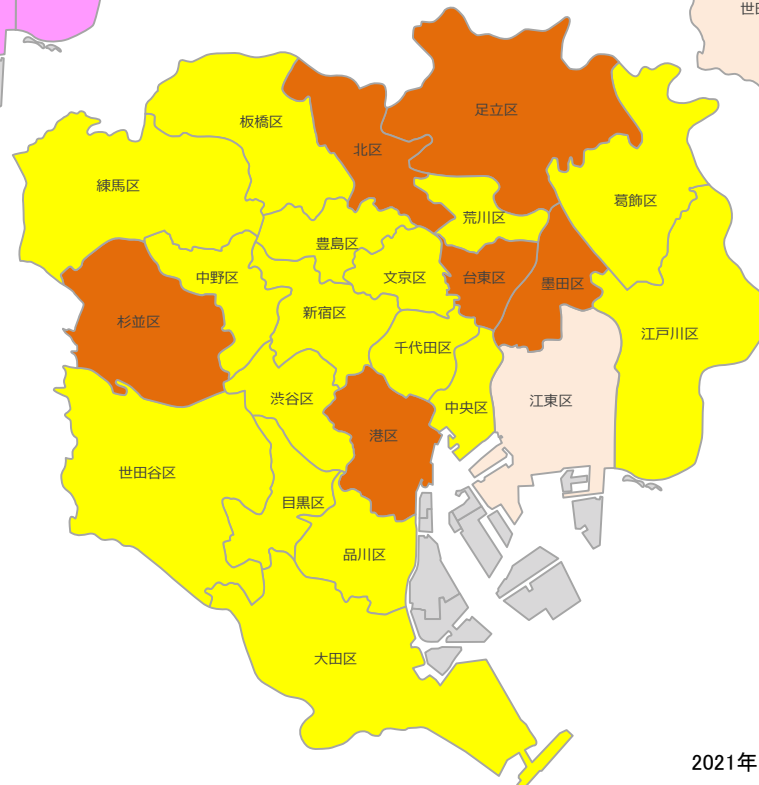 世田
足立区
板橋区
北区
練馬区
葛飾区
荒川区
豊島区
中野区
文京区
台東区
墨田区
新宿区
杉並区
江戸川区
千代田区
渋谷区
中央区
江東区
港区
世田谷区
目黒区
品川区
大田区
2021年